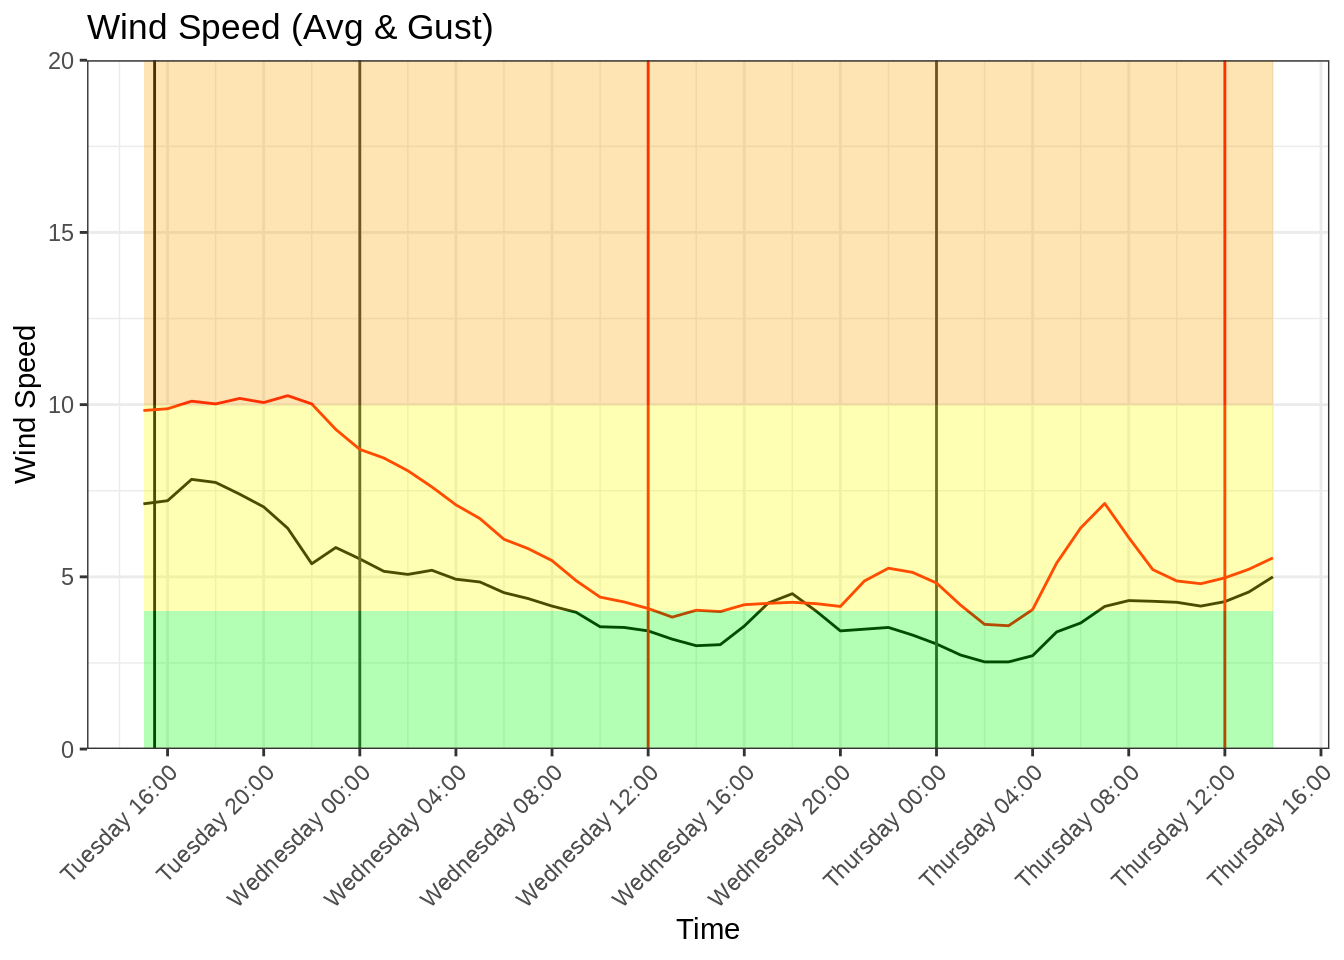 Wind Speed (Avg & Gust)
20
15
10
5
0
Wind Speed
Tuesday 16:00
Tuesday 20:00
Wednesday 00:00
Wednesday 04:00
Wednesday 08:00
Wednesday 12:00
Wednesday 16:00
Wednesday 20:00
Thursday 00:00
Thursday 04:00
Thursday 08:00
Thursday 12:00
Thursday 16:00
Time